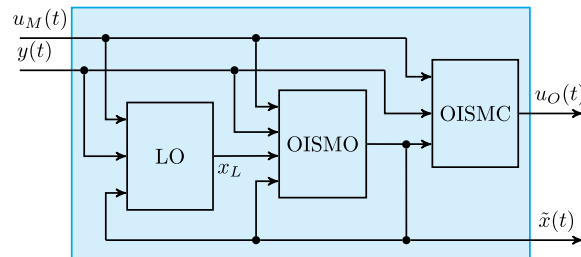 u_M(t)
y(t)
LO
x_L
OISMO
OISMC
u_O(t)
x̃(t)